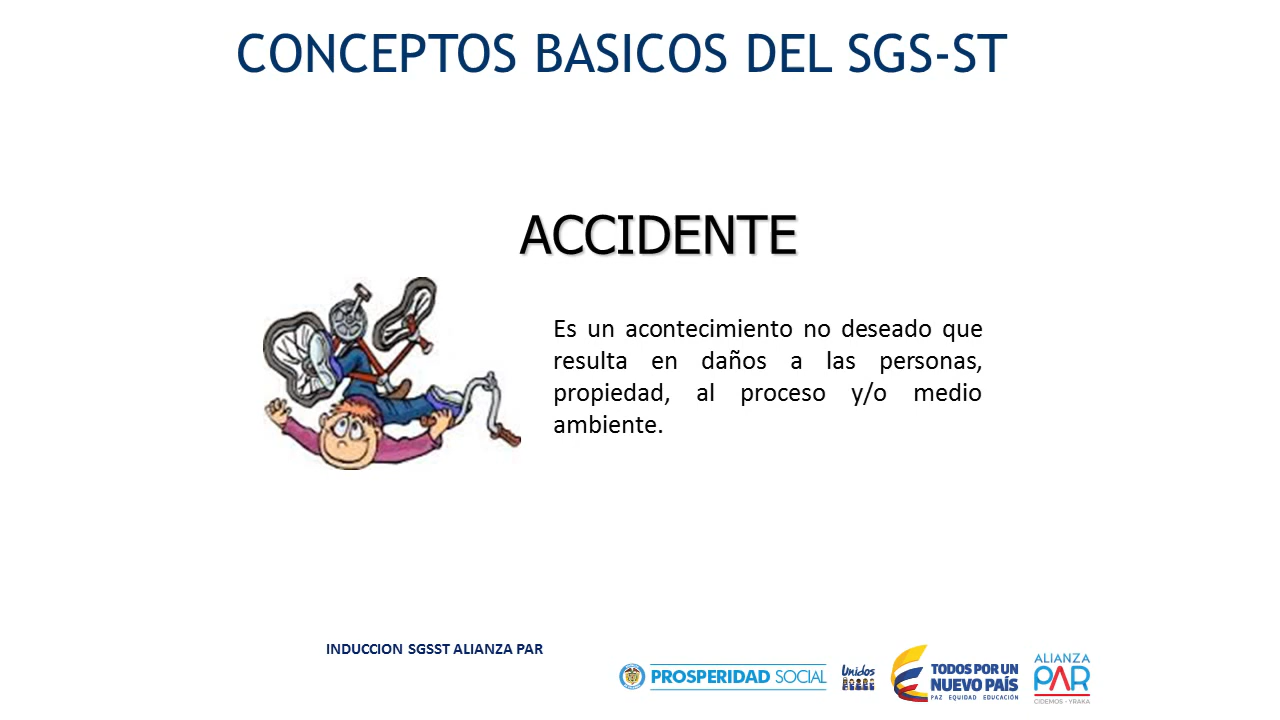 CONCEPTOS BASICOS DEL SGS-ST
ACCIDENTE
Es un acontecimiento no deseado que
resulta en daños a las personas,
propiedad, al proceso y/o medio
ambiente.
INDUCCION SGSST ALIANZA PAR
PROSPERIDAD SOCIAL
Unidos
TODOS POR UN
NUEVO PAÍS
PAZ EQUIDAD EDUCACIÓN
ALIANZA
PAR
CIDEMOS - YRAKA